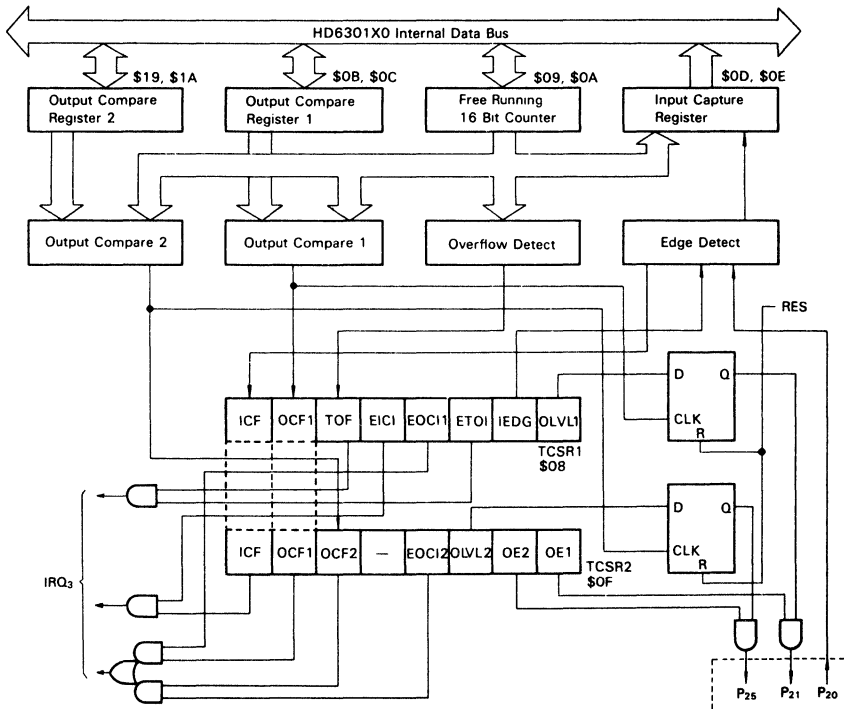 HD6301X0 Internal Data Bus
$19, $1A
$0B, $0C
$09, $0A
$0D, $0E
Output Compare
Register 2
Output Compare
Register 1
Free Running
16 Bit Counter
Input Capture
Register
Output Compare 2
Output Compare 1
Overflow Detect
Edge Detect
RES
D
Q
CLK
R
ICF
OCF1
TOF
EICI
EOCI1
ETOI
IEDG
OLVL1
TCSR1
$08
D
Q
CLK
R
ICF
OCF1
OCF2
—
EOCI2
OLVL2
OE2
OE1
TCSR2
$0F
IRQ₃
P₂₅
P₂₁
P₂₀